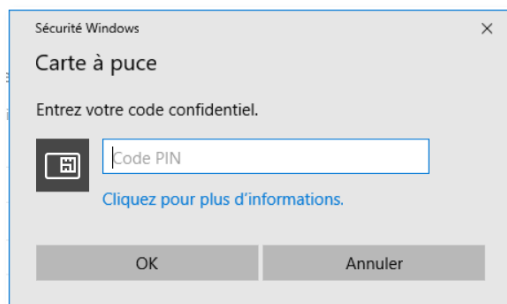 Sécurité Windows
Carte à puce
Entrez votre code confidentiel.
Code PIN
Cliquez pour plus d'informations.
OK Annuler